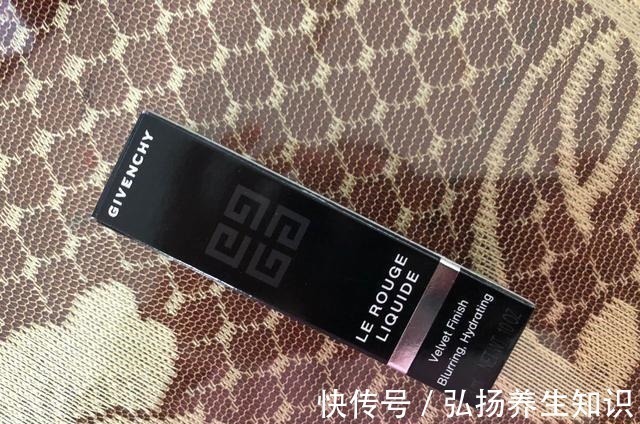 GIVENCHY
LE ROUGE
LIQUIDE
Velvet Finish
Blurring, Hydrating
快传号 / 弘扬养生知识